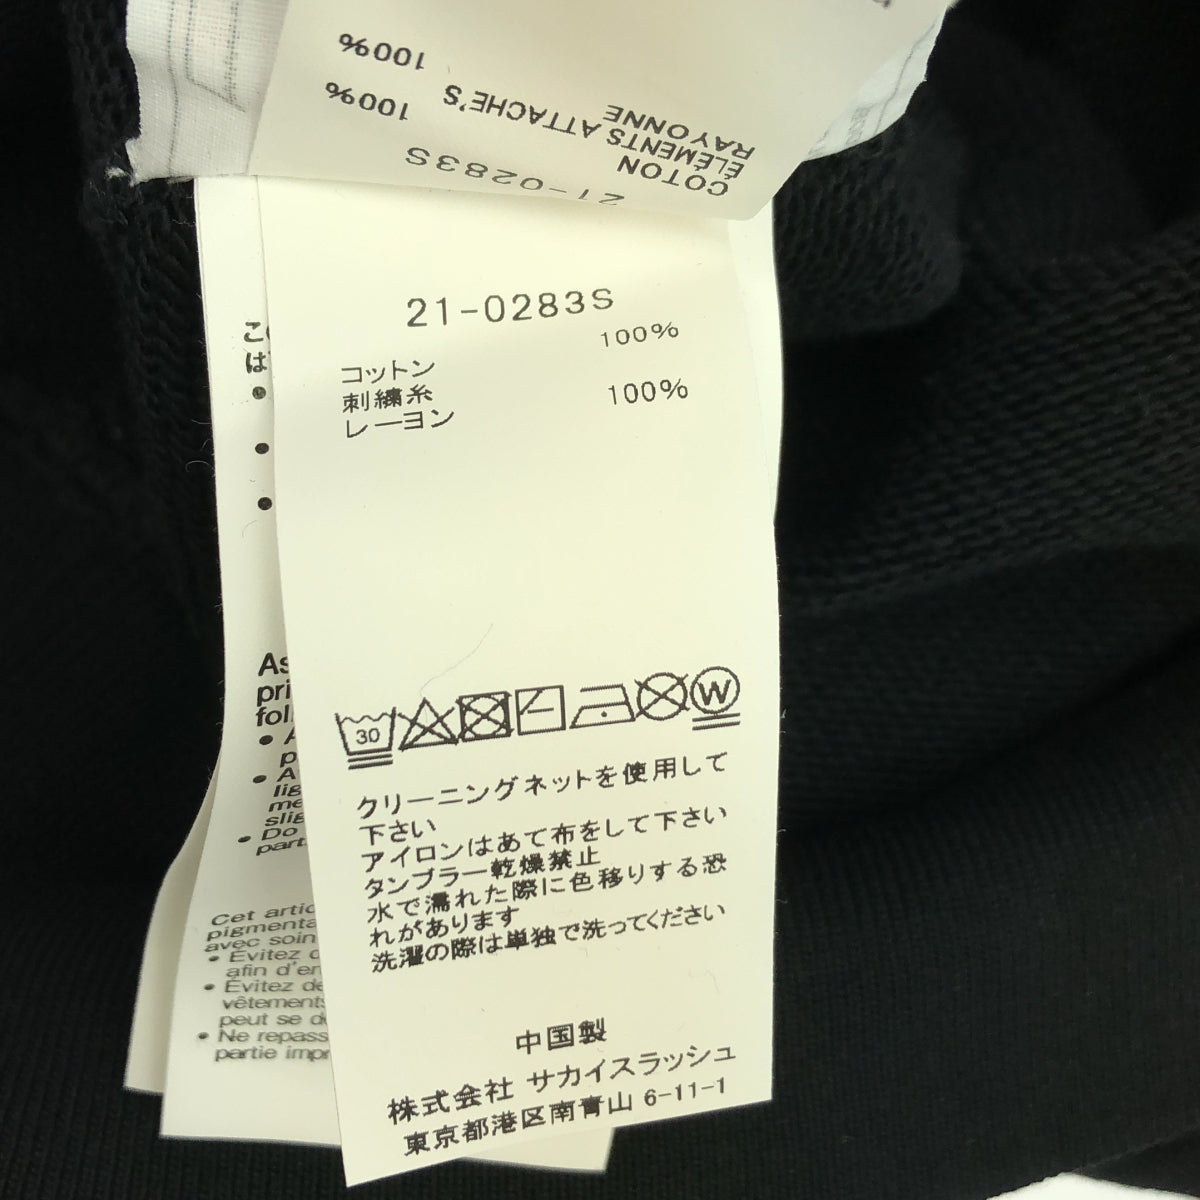 100%
100%
RAYONNE
ÉLÉMENTS ATTACHE'S
COTON
21-0283S
21-0283S
100%
コットン
刺繍糸
100%
レーヨン
30
W
クリーニングネットを使用して
下さい
アイロンはあて布をして下さい
タンブラー乾燥禁止
水で濡れた際に色移りする恐
れがあります
洗濯の際は単独で洗ってください
中国製
株式会社 サカイスラッシュ
東京都港区南青山 6-11-1
は
Cet artic
pigmenta
avec soin
• Évitez d
afin d'en
• Évitez de
vêtements
peut se d
• Ne repass
partie impr